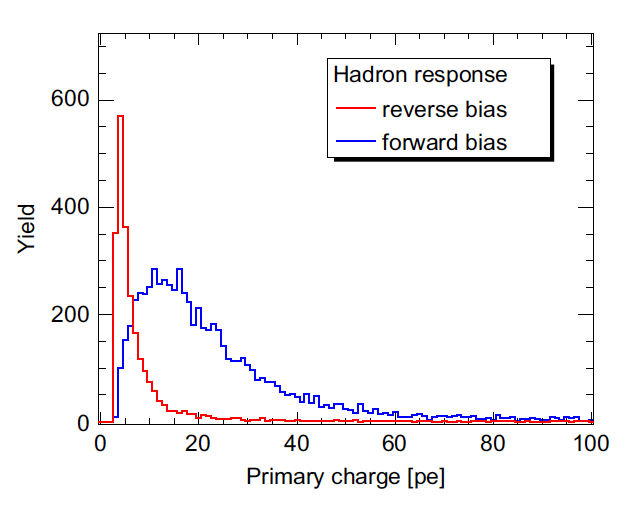 Hadron response
reverse bias
forward bias
600
400
200
0
Yield
0 20 40 60 80 100
Primary charge [pe]